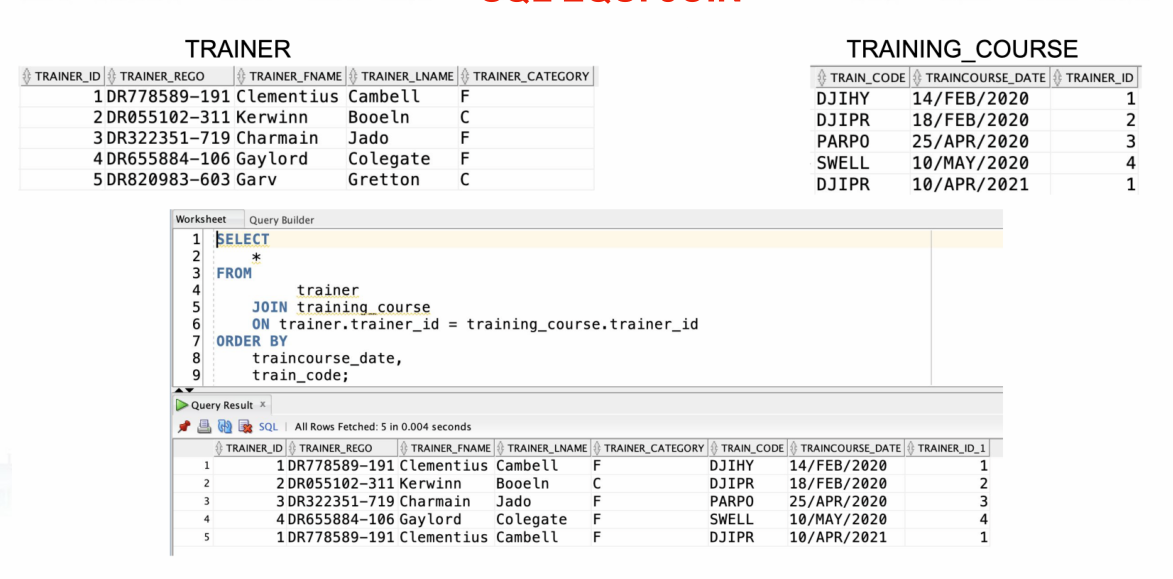 TRAINER
TRAINER_ID TRAINER_REGO TRAINER_FNAME TRAINER_LNAME TRAINER_CATEGORY
1 DR778589-191 Clementius Cambell F
2 DR055102-311 Kerwinn Booeln C
3 DR322351-719 Charmain Jado F
4 DR655884-106 Gaylord Colegate F
5 DR820983-603 Garv Gretton C
TRAINING_COURSE
TRAIN_CODE TRAINCOURSE_DATE TRAINER_ID
DJIHY 14/FEB/2020 1
DJIPR 18/FEB/2020 2
PARPO 25/APR/2020 3
SWELL 10/MAY/2020 4
DJIPR 10/APR/2021 1
Worksheet Query Builder
1 SELECT
2 *
3 FROM
4 trainer
5 JOIN training_course
6 ON trainer.trainer_id = training_course.trainer_id
7 ORDER BY
8 traincourse_date,
9 train_code;
Query Result x
SQL | All Rows Fetched: 5 in 0.004 seconds
TRAINER_ID TRAINER_REGO TRAINER_FNAME TRAINER_LNAME TRAINER_CATEGORY TRAIN_CODE TRAINCOURSE_DATE TRAINER_ID_1
1 1 DR778589-191 Clementius Cambell F DJIHY 14/FEB/2020 1
2 2 DR055102-311 Kerwinn Booeln C DJIPR 18/FEB/2020 2
3 3 DR322351-719 Charmain Jado F PARPO 25/APR/2020 3
4 4 DR655884-106 Gaylord Colegate F SWELL 10/MAY/2020 4
5 1 DR778589-191 Clementius Cambell F DJIPR 10/APR/2021 1